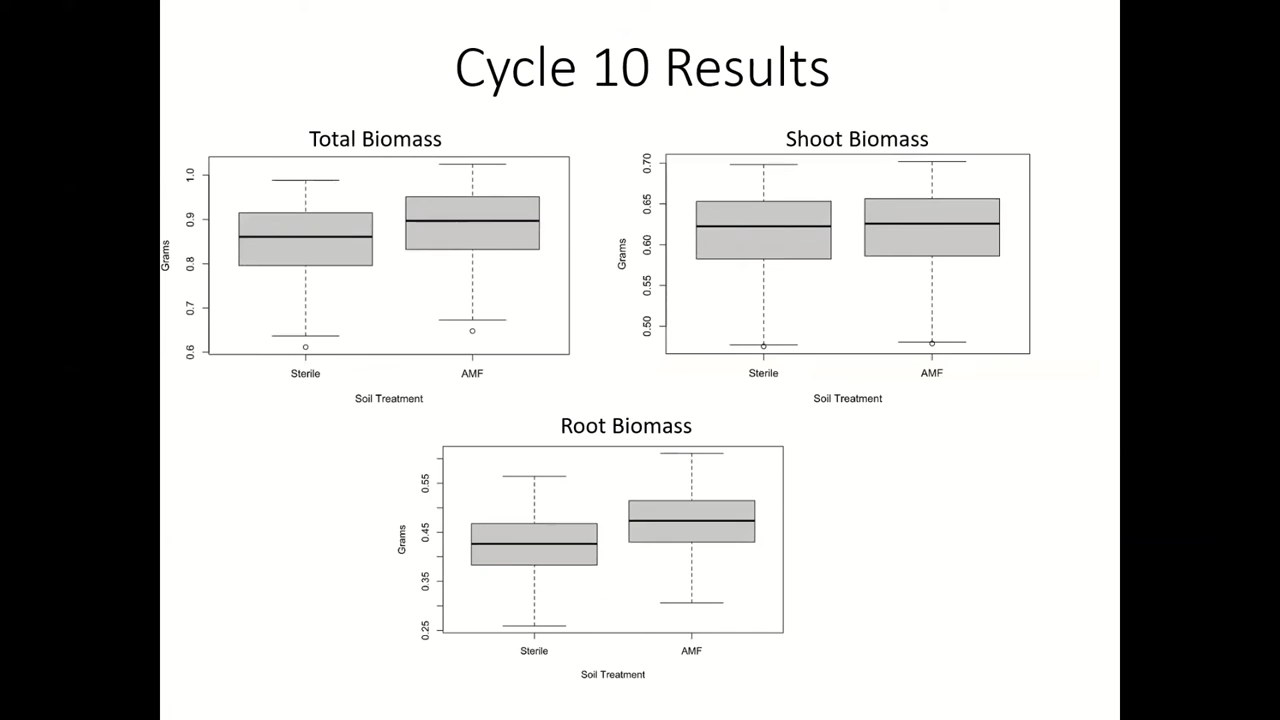 Cycle 10 Results
Total Biomass
Grams
1.0
0.9
0.8
0.7
0.6
Sterile AMF
Soil Treatment
Shoot Biomass
Grams
0.70
0.65
0.60
0.55
0.50
Sterile AMF
Soil Treatment
Root Biomass
Grams
0.55
0.45
0.35
0.25
Sterile AMF
Soil Treatment